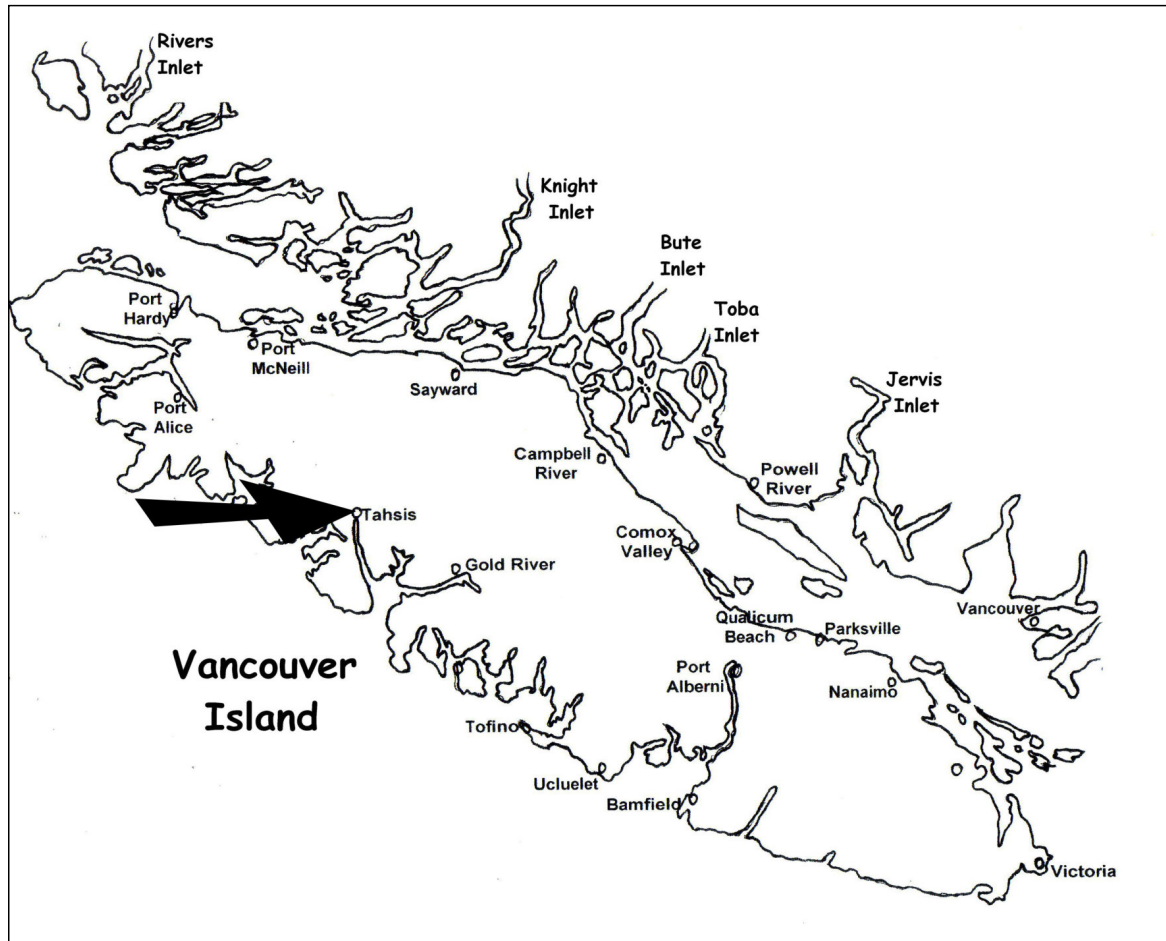 Rivers
Inlet
Knight
Inlet
Bute
Inlet
Toba
Inlet
Jervis
Inlet
Port
Hardy
Port
McNeill
Sayward
Port
Alice
Campbell
River
Powell
River
Tahsis
Comox
Valley
Gold River
Vancouver
Qualicum
Beach
Parksville
Vancouver
Island
Port
Alberni
Nanaimo
Tofino
Ucluelet
Bamfield
Victoria